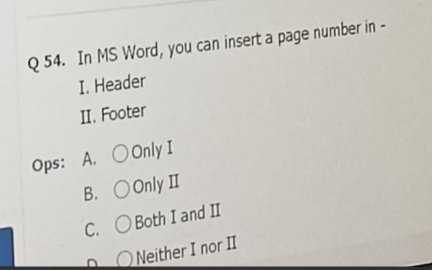 Q 54. In MS Word, you can insert a page number in -
I. Header
II. Footer
Ops: A. Only I
B. Only II
C. Both I and II
D. Neither I nor II